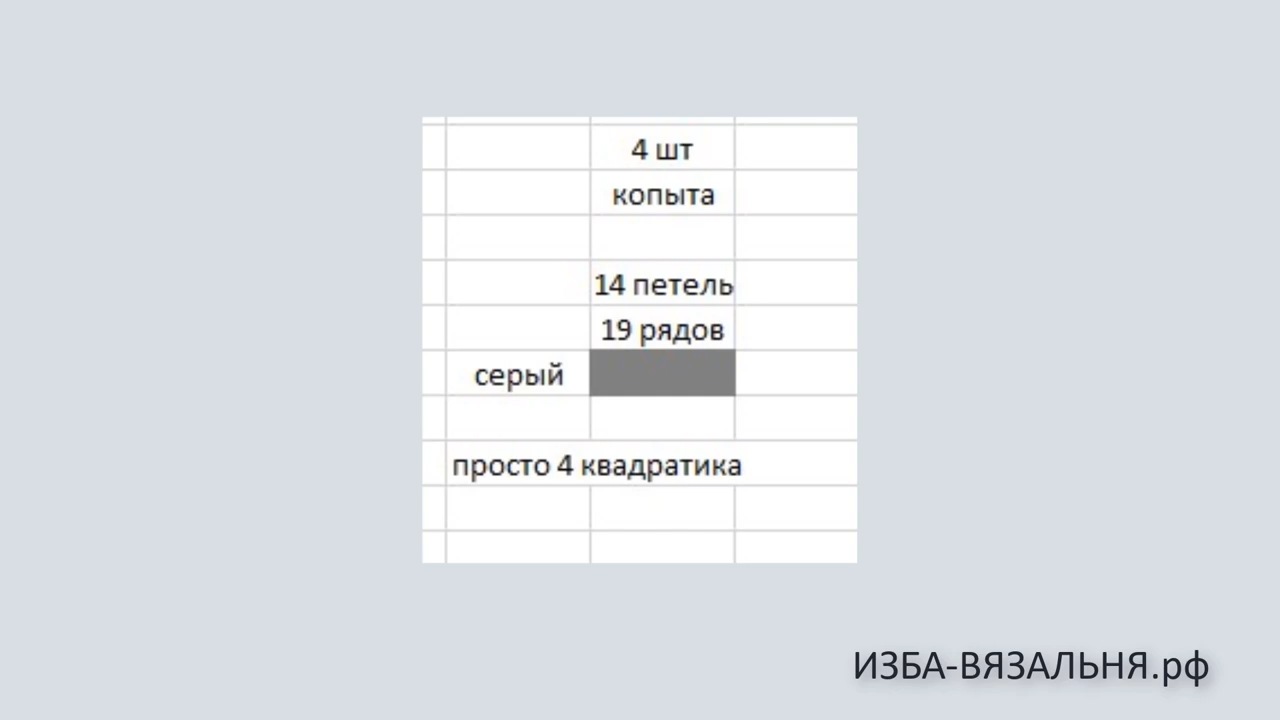 4 шт
копыта
14 петель
19 рядов
серый
просто 4 квадратика
ИЗБА-ВЯЗАЛЬНЯ.рф